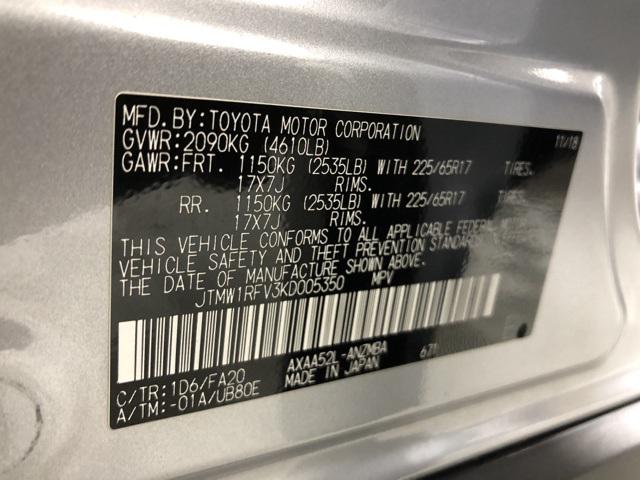 MFD.BY:TOYOTA MOTOR CORPORATION 11/18
GVWR:2090KG (4610LB)
GAWR:FRT. 1150KG (2535LB) WITH 225/65R17 TIRES.
17X7J RIMS.
RR. 1150KG (2535LB) WITH 225/65R17 TIRES.
17X7J RIMS.
THIS VEHICLE CONFORMS TO ALL APPLICABLE FEDERAL MOTOR
VEHICLE SAFETY AND THEFT PREVENTION STANDARDS
THE DATE OF MANUFACTURE SHOWN ABOVE.
JTMW1RFV3KD005350 MPV
C/TR:1D6/FA20 AXAA52L-ANZMBA 671
A/TM:-01A/UB80E MADE IN JAPAN